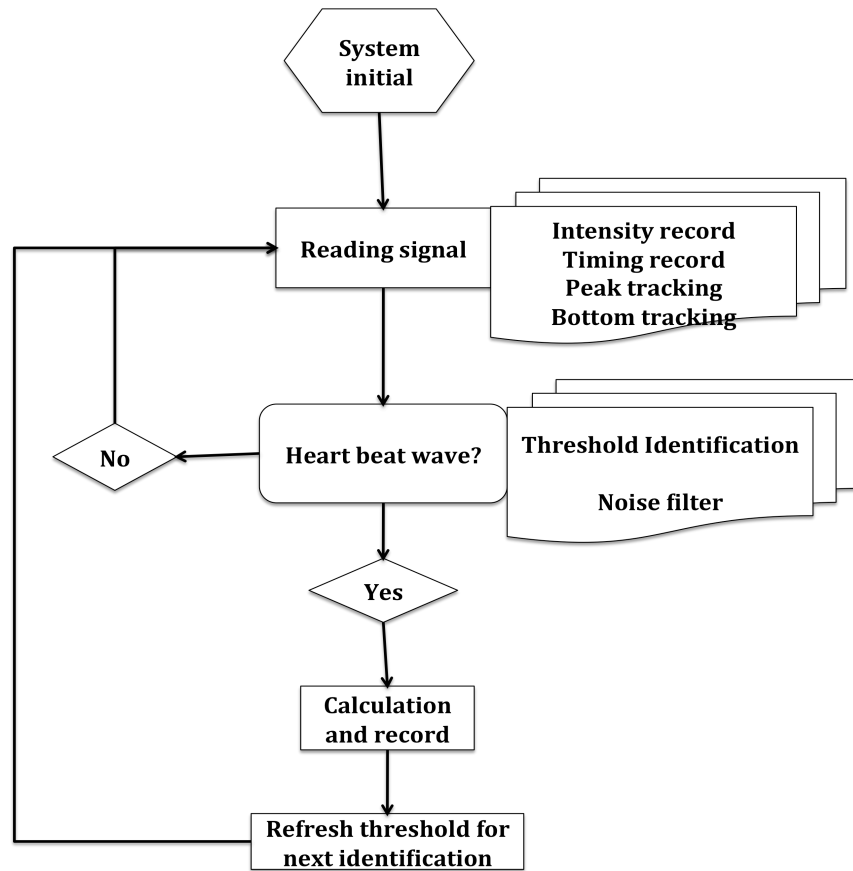 System
initial
Reading signal
Intensity record
Timing record
Peak tracking
Bottom tracking
No
Heart beat wave?
Threshold Identification
Noise filter
Yes
Calculation
and record
Refresh threshold for
next identification